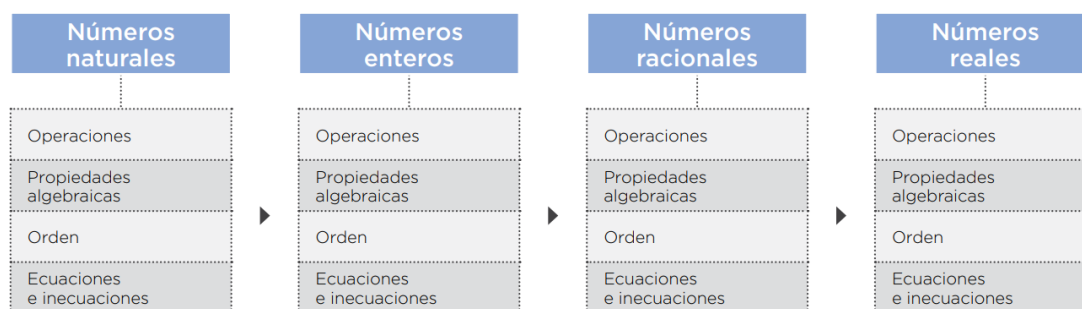 Números
naturales
Números
enteros
Números
racionales
Números
reales
Operaciones
Propiedades
algebraicas
Orden
Ecuaciones
e inecuaciones
Operaciones
Propiedades
algebraicas
Orden
Ecuaciones
e inecuaciones
Operaciones
Propiedades
algebraicas
Orden
Ecuaciones
e inecuaciones
Operaciones
Propiedades
algebraicas
Orden
Ecuaciones
e inecuaciones